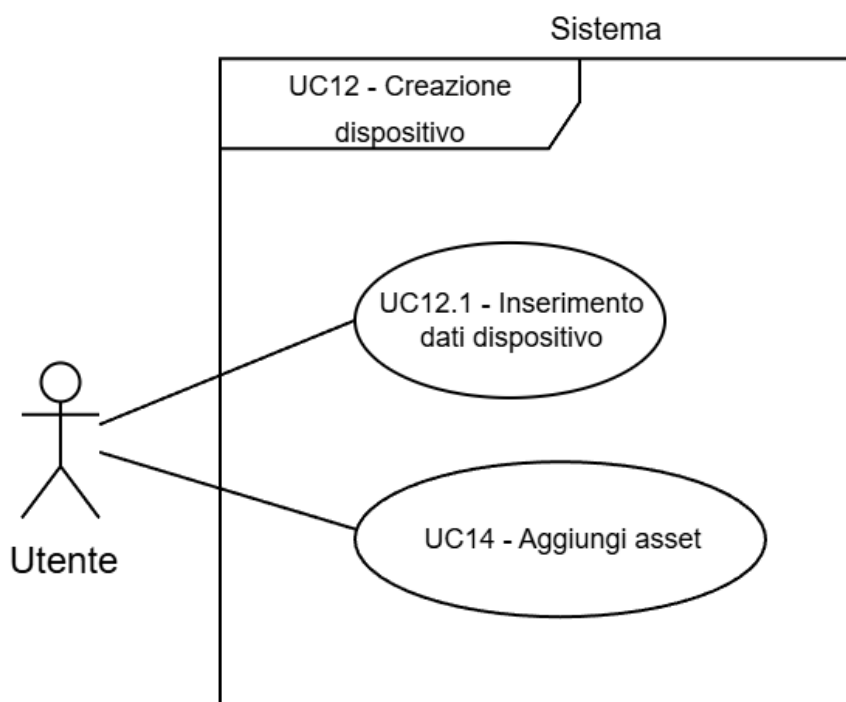 Sistema
UC12 - Creazione
dispositivo
UC12.1 - Inserimento
dati dispositivo
UC14 - Aggiungi asset
Utente